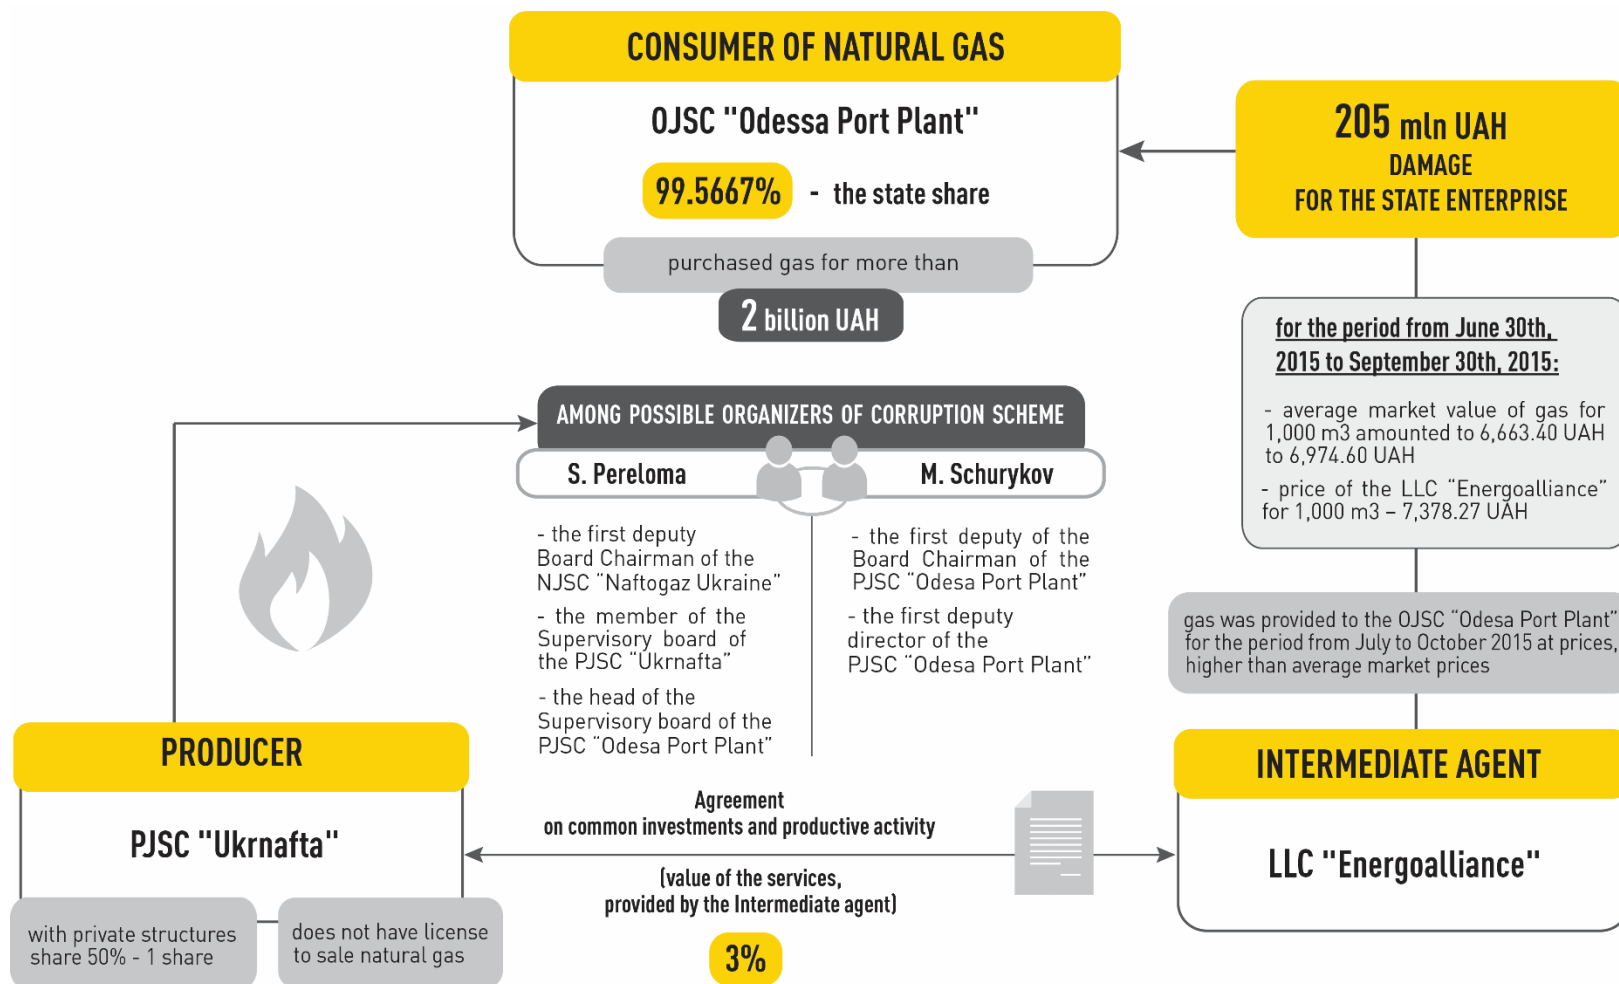 CONSUMER OF NATURAL GAS
OJSC "Odessa Port Plant"
99.5667% - the state share
purchased gas for more than
2 billion UAH
205 mln UAH
DAMAGE
FOR THE STATE ENTERPRISE
for the period from June 30th,
2015 to September 30th, 2015:
- average market value of gas for
1,000 m3 amounted to 6,663.40 UAH
to 6,974.60 UAH
- price of the LLC “Energoalliance”
for 1,000 m3 – 7,378.27 UAH
gas was provided to the OJSC “Odesa Port Plant”
for the period from July to October 2015 at prices,
higher than average market prices
AMONG POSSIBLE ORGANIZERS OF CORRUPTION SCHEME
S. Pereloma
- the first deputy
Board Chairman of the
NJSC “Naftogaz Ukraine”
- the member of the
Supervisory board of
the PJSC “Ukrnafta”
- the head of the
Supervisory board of the
PJSC “Odesa Port Plant”
M. Schurykov
- the first deputy of the
Board Chairman of the
PJSC “Odesa Port Plant”
- the first deputy
director of the
PJSC “Odesa Port Plant”
PRODUCER
PJSC "Ukrnafta"
with private structures
share 50% - 1 share
does not have license
to sale natural gas
Agreement
on common investments and productive activity
(value of the services,
provided by the Intermediate agent)
3%
INTERMEDIATE AGENT
LLC "Energoalliance"